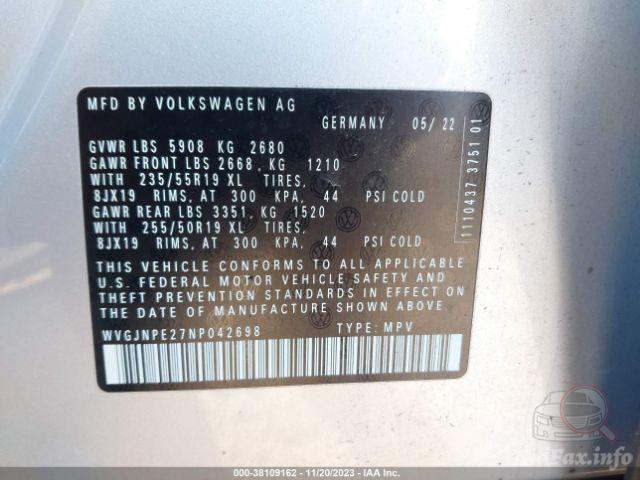 MFD BY VOLKSWAGEN AG
GERMANY 05/ 22
GVWR LBS 5908 KG 2680
GAWR FRONT LBS 2668, KG 1210
WITH 235/55R19 XL TIRES,
8JX19 RIMS, AT 300 KPA, 44 PSI COLD
GAWR REAR LBS 3351, KG 1520
WITH 255/50R19 XL TIRES,
8JX19 RIMS, AT 300 KPA, 44 PSI COLD
THIS VEHICLE CONFORMS TO ALL APPLICABLE
U.S. FEDERAL MOTOR VEHICLE SAFETY AND
THEFT PREVENTION STANDARDS IN EFFECT ON
THE DATE OF MANUFACTURE SHOWN ABOVE.
WVGJNPE27NP042698 TYPE: MPV
1110437 3751 01
000-38109162 - 11/20/2023 - IAA Inc.